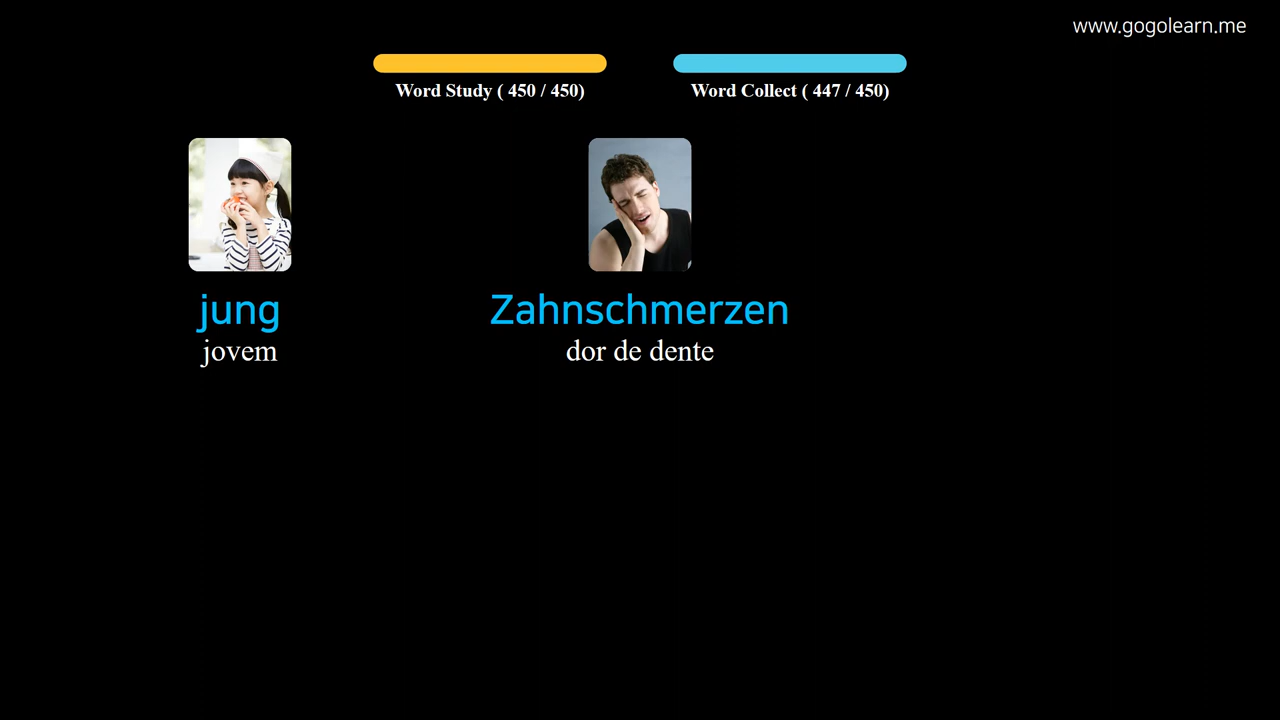 www.gogolearn.me
Word Study ( 450 / 450)
Word Collect ( 447 / 450)
jung
jovem
Zahnschmerzen
dor de dente